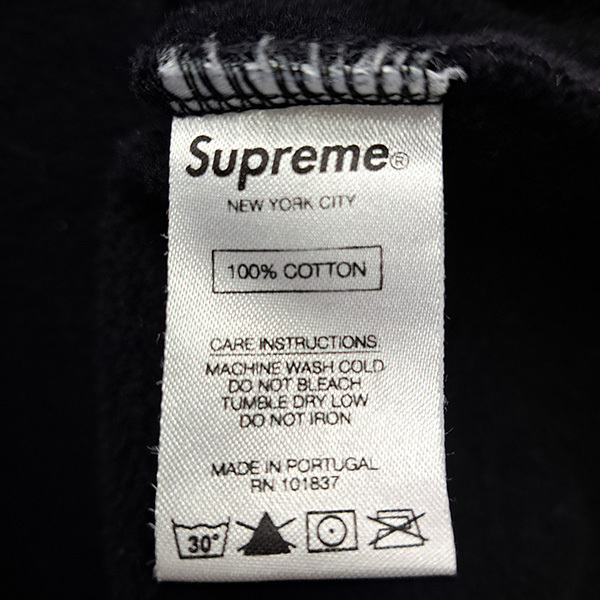 Supreme®
NEW YORK CITY
100% COTTON
CARE INSTRUCTIONS:
MACHINE WASH COLD
DO NOT BLEACH
TUMBLE DRY LOW
DO NOT IRON
MADE IN PORTUGAL
RN 101837
30°